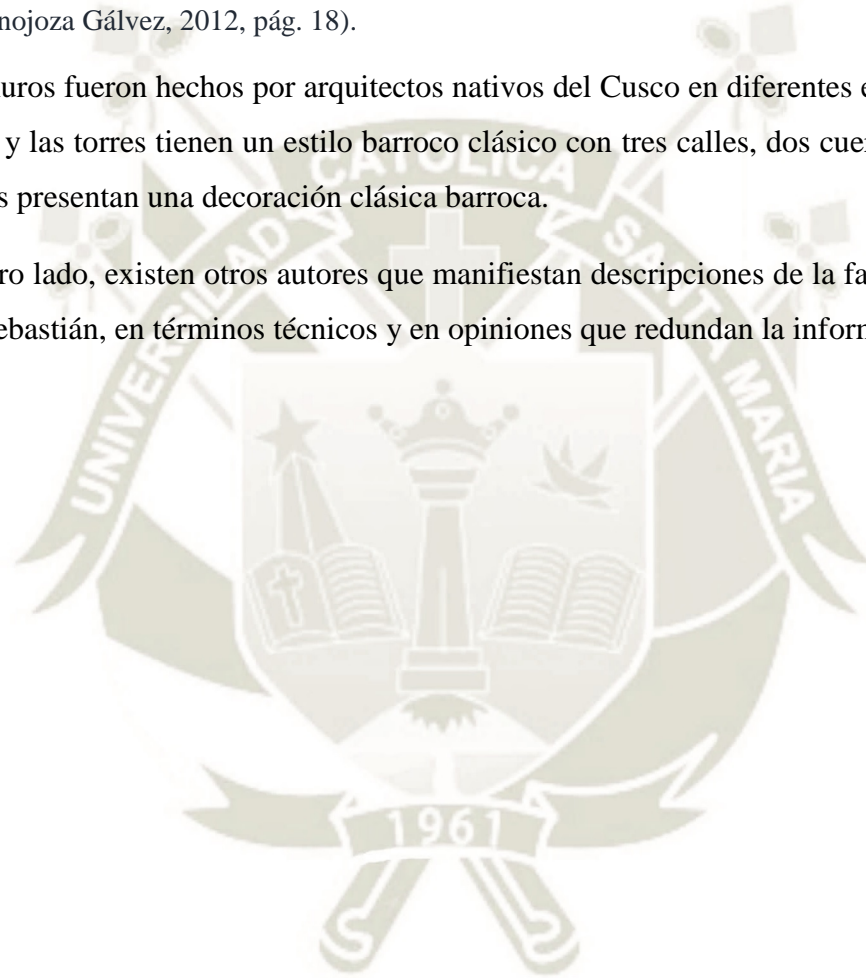 nojoza Gálvez, 2012, pág. 18).
uros fueron hechos por arquitectos nativos del Cusco en diferentes e
y las torres tienen un estilo barroco clásico con tres calles, dos cue
s presentan una decoración clásica barroca.
ro lado, existen otros autores que manifiestan descripciones de la fa
ebastián, en términos técnicos y en opiniones que redundan la inform
UNIVERSIDAD CATOLICA SANTA MARIA
1961